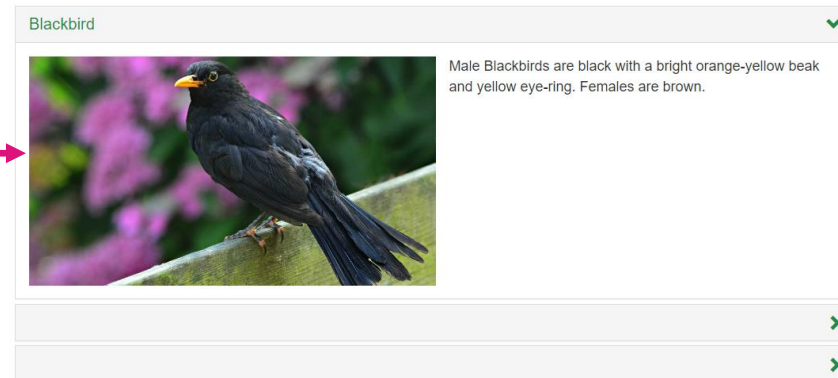 Blackbird
Male Blackbirds are black with a bright orange-yellow beak
and yellow eye-ring. Females are brown.